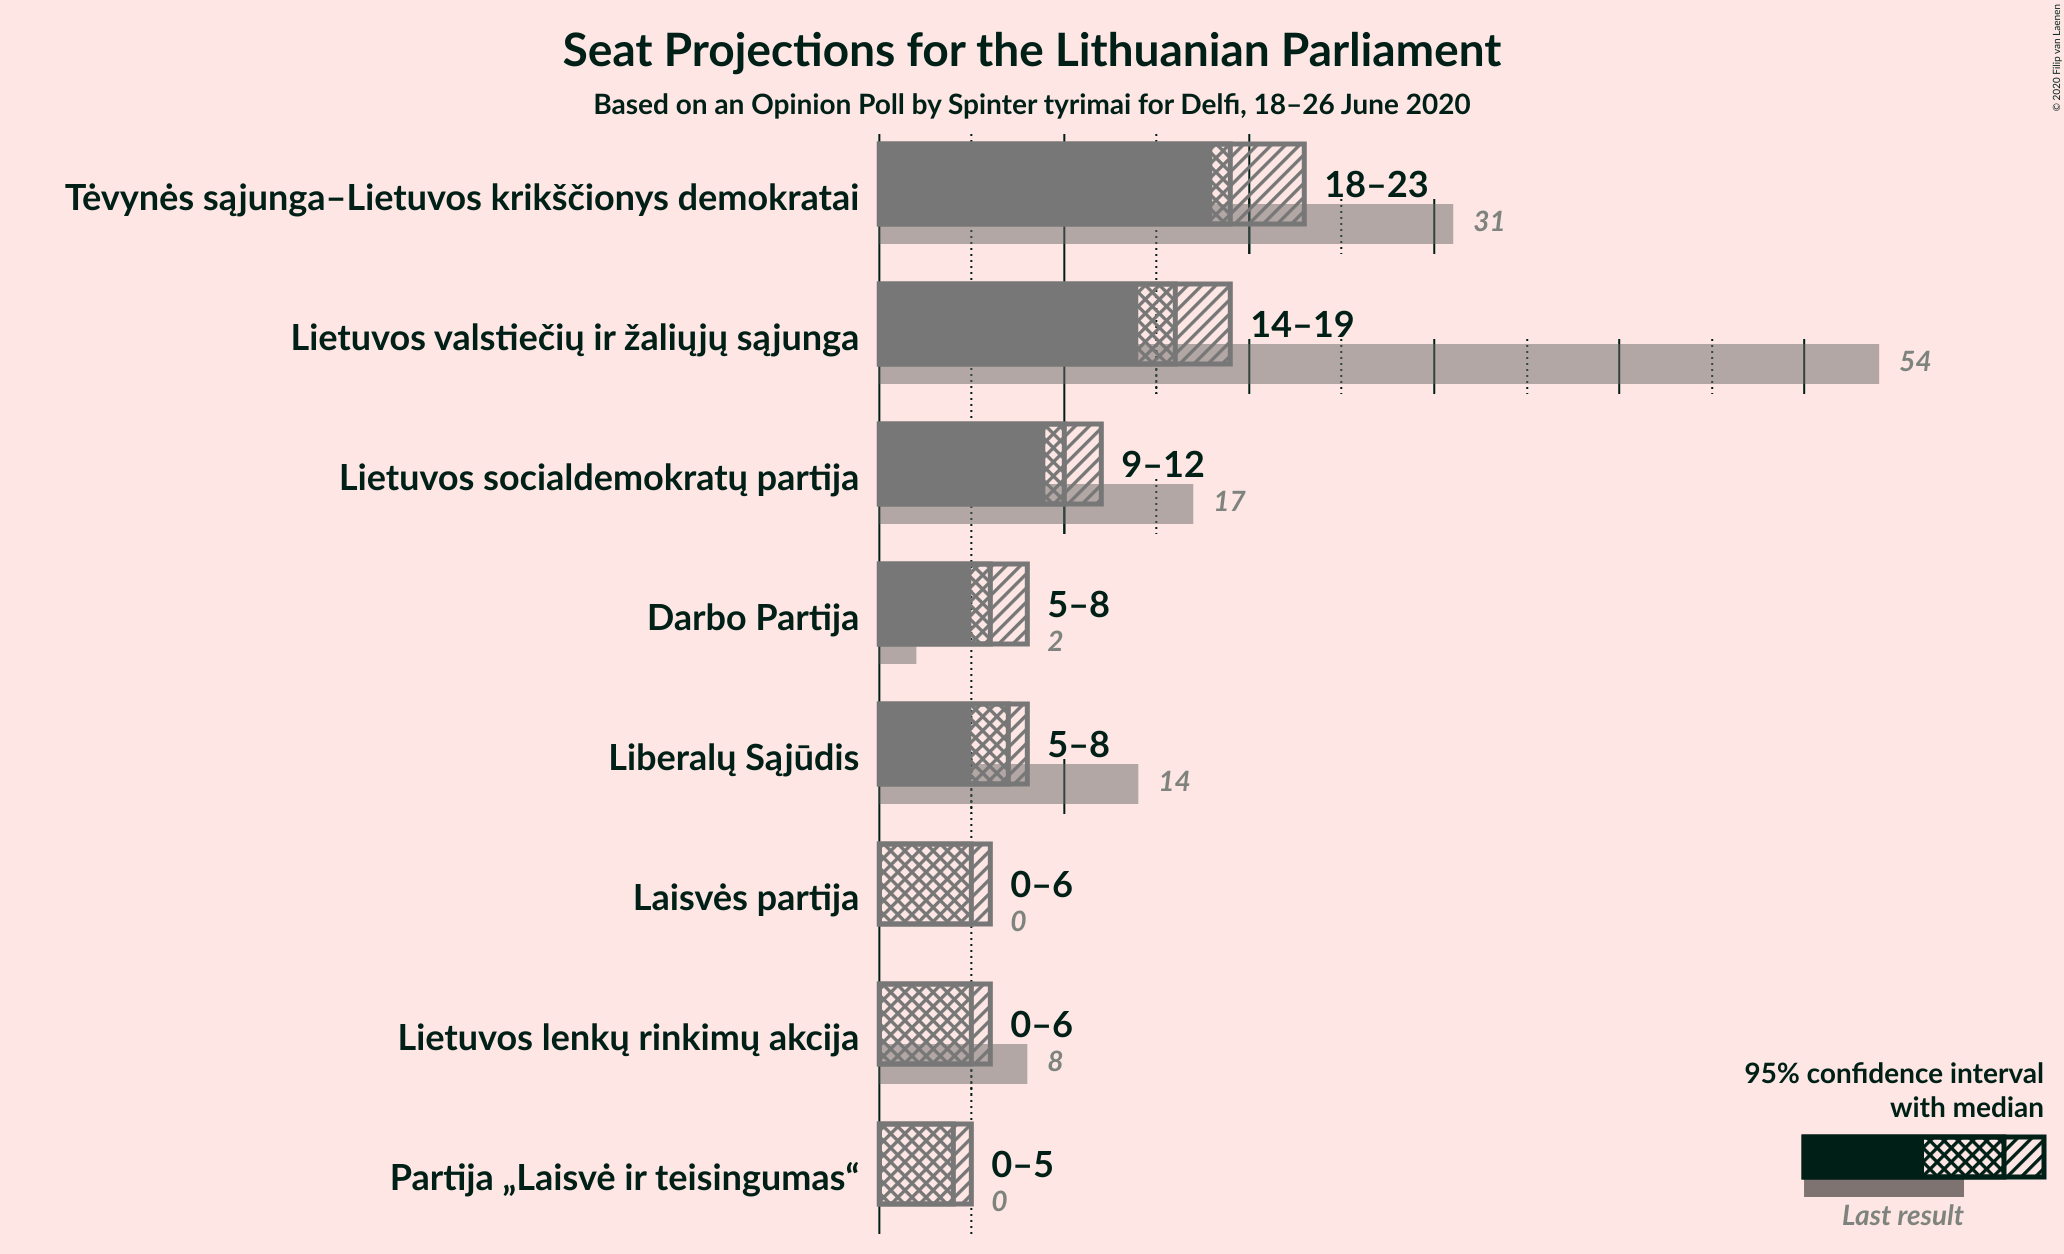 Seat Projections for the Lithuanian Parliament
Based on an Opinion Poll by Spinter tyrimai for Delfi, 18–26 June 2020
© 2020 Filip van Laenen
Tėvynės sąjunga–Lietuvos krikščionys demokratai
18–23
31
Lietuvos valstiečių ir žaliųjų sąjunga
14–19
54
Lietuvos socialdemokratų partija
9–12
17
Darbo Partija
5–8
2
Liberalų Sąjūdis
5–8
14
Laisvės partija
0–6
0
Lietuvos lenkų rinkimų akcija
0–6
8
Partija „Laisvė ir teisingumas“
0–5
0
95% confidence interval
with median
Last result